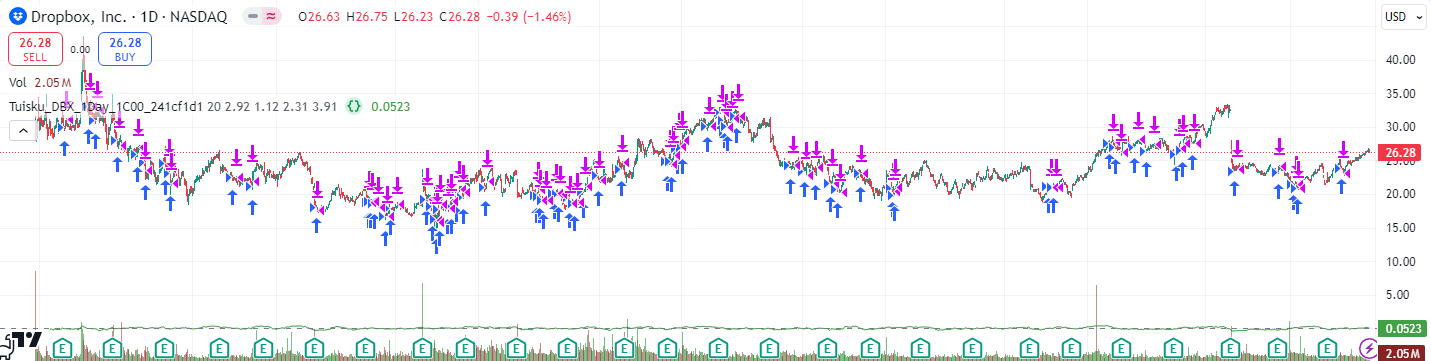 Dropbox, Inc. · 1D · NASDAQ O26.63 H26.75 L26.23 C26.28 −0.39 (−1.46%)
USD
26.28
SELL
0.00
26.28
BUY
Vol 2.05M
Tuisku_DBX_1Day_1C00_241cf1d1 20 2.92 1.12 2.31 3.91 {} 0.0523
40.00
35.00
30.00
26.28
25.00
20.00
15.00
10.00
5.00
0.0523
2.05M
E E E E E E E E E E E E E E E E E E E E E E E E E E